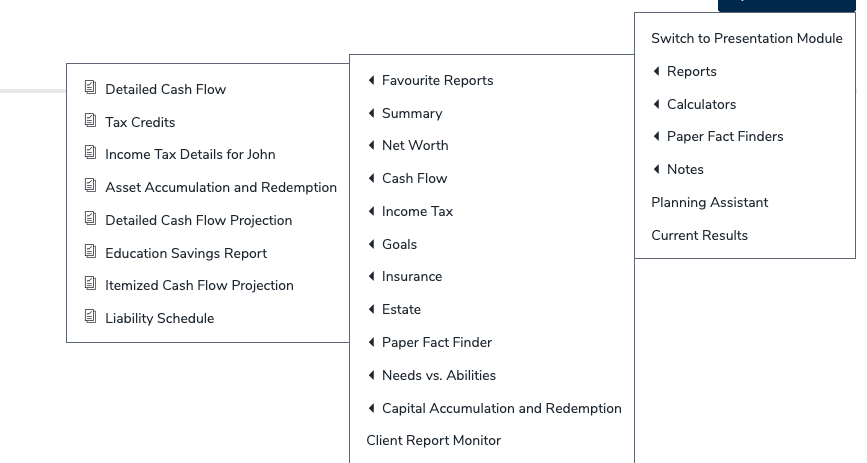 Detailed Cash Flow
Tax Credits
Income Tax Details for John
Asset Accumulation and Redemption
Detailed Cash Flow Projection
Education Savings Report
Itemized Cash Flow Projection
Liability Schedule
Favourite Reports
Summary
Net Worth
Cash Flow
Income Tax
Goals
Insurance
Estate
Paper Fact Finder
Needs vs. Abilities
Capital Accumulation and Redemption
Client Report Monitor
Switch to Presentation Module
Reports
Calculators
Paper Fact Finders
Notes
Planning Assistant
Current Results